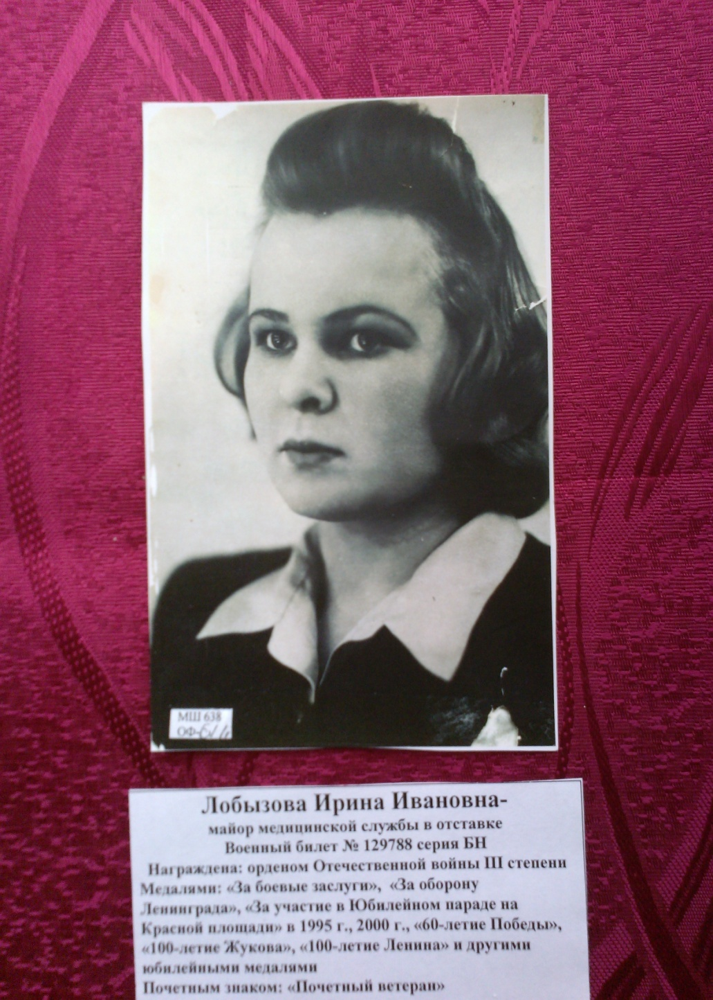 МШ 638
ОФ-
Лобызова Ирина Ивановна-
майор медицинской службы в отставке
Военный билет № 129788 серия БН
Награждена: орденом Отечественной войны III степени
Медалями: «За боевые заслуги», «За оборону
Ленинграда», «За участие в Юбилейном параде на
Красной площади» в 1995 г., 2000 г., «60-летие Победы»,
«100-летие Жукова», «100-летие Ленина» и другими
юбилейными медалями
Почетным знаком: «Почетный ветеран»